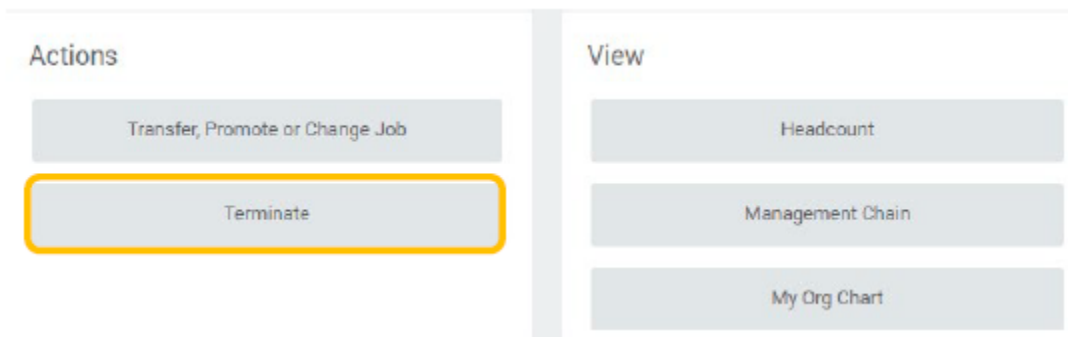 Actions
Transfer, Promote or Change Job
Terminate
View
Headcount
Management Chain
My Org Chart